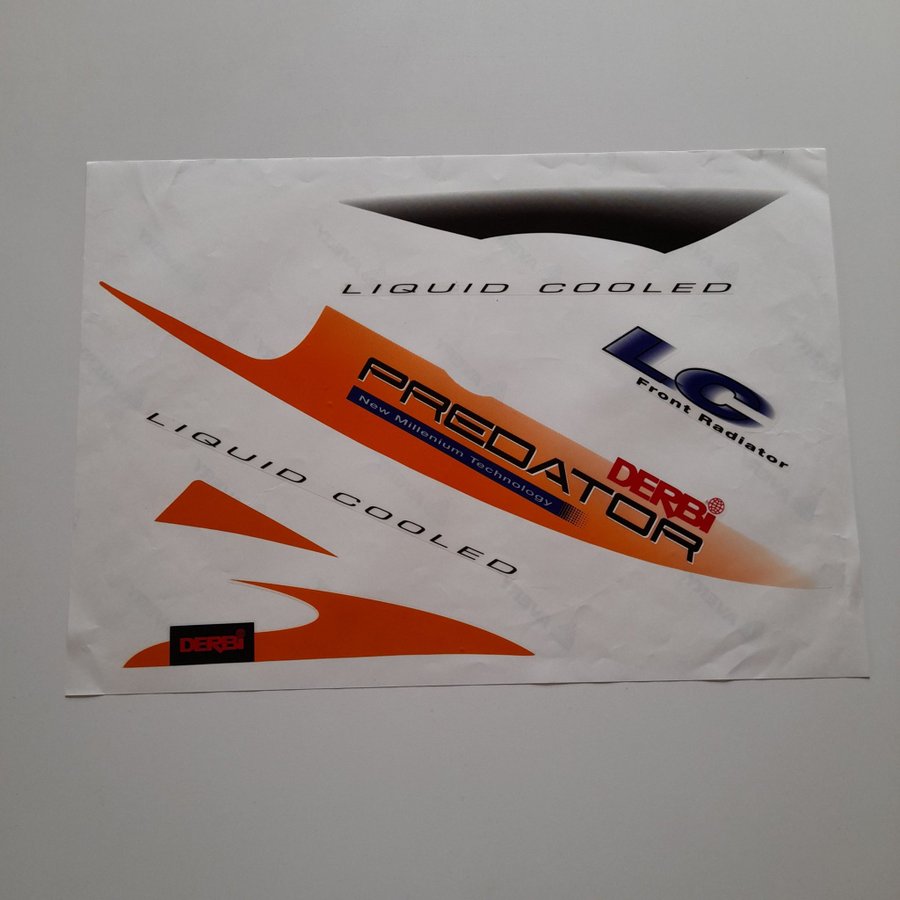 LIQUID COOLED
LC
Front Radiator
PREDATOR
New Millenium Technology
DERBi
LIQUID COOLED
DERBi